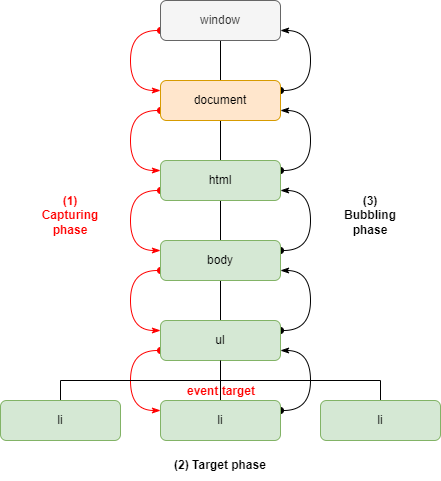 window
document
html
(1)
Capturing
phase
(3)
Bubbling
phase
body
ul
event target
li
li
li
(2) Target phase